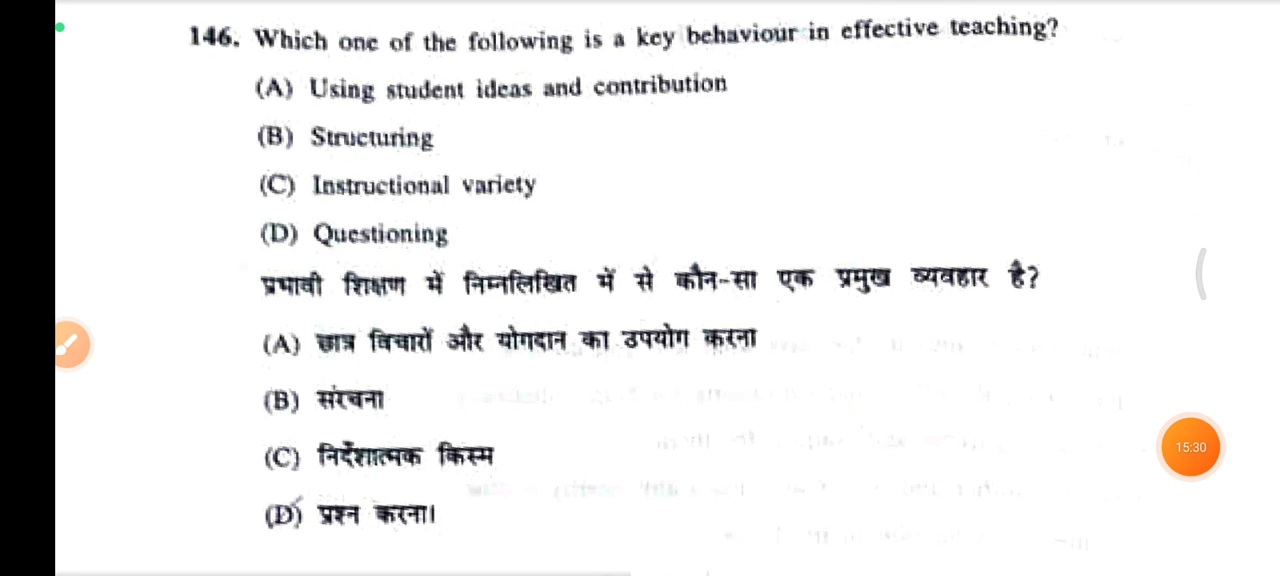 146. Which one of the following is a key behaviour in effective teaching?
(A) Using student ideas and contribution
(B) Structuring
(C) Instructional variety
(D) Questioning
प्रभावी शिक्षण में निम्नलिखित में से कौन-सा एक प्रमुख व्यवहार है?
(A) छात्र विचारों और योगदान का उपयोग करना
(B) संरचना
(C) निर्देशात्मक किस्म
15:30
(D) प्रश्न करना।